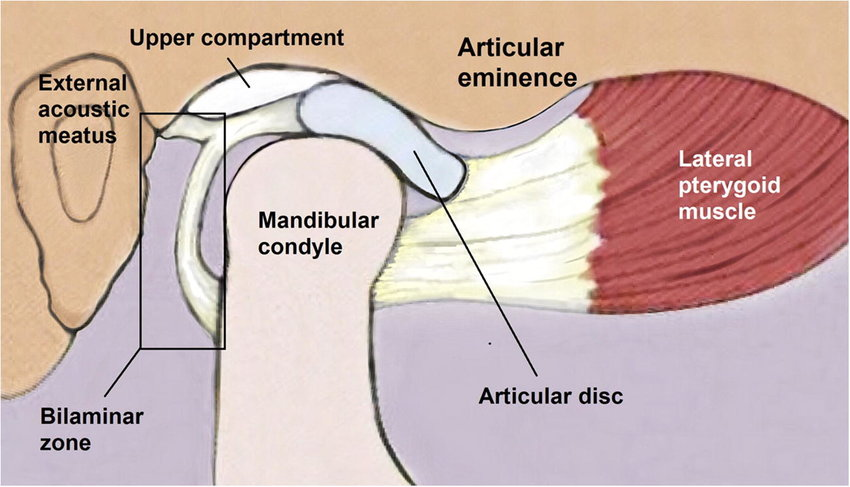 Upper compartment
Articular
eminence
External
acoustic
meatus
Lateral
pterygoid
muscle
Mandibular
condyle
Articular disc
Bilaminar
zone